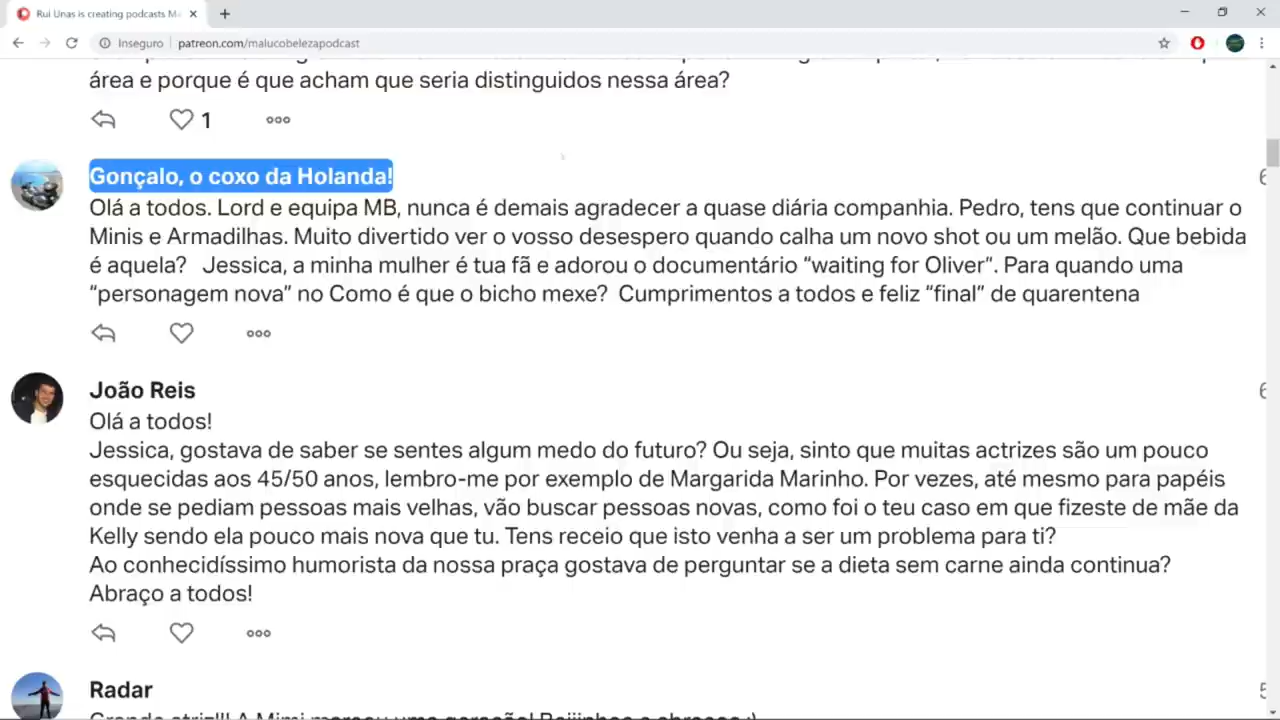 Rui Unas is creating podcasts Ma
Inseguro patreon.com/malucobelezapodcast
área e porque é que acham que seria distinguidos nessa área?
1
Gonçalo, o coxo da Holanda!
Olá a todos. Lord e equipa MB, nunca é demais agradecer a quase diária companhia. Pedro, tens que continuar o
Minis e Armadilhas. Muito divertido ver o vosso desespero quando calha um novo shot ou um melão. Que bebida
é aquela? Jessica, a minha mulher é tua fã e adorou o documentário “waiting for Oliver”. Para quando uma
“personagem nova” no Como é que o bicho mexe? Cumprimentos a todos e feliz “final” de quarentena
João Reis
Olá a todos!
Jessica, gostava de saber se sentes algum medo do futuro? Ou seja, sinto que muitas actrizes são um pouco
esquecidas aos 45/50 anos, lembro-me por exemplo de Margarida Marinho. Por vezes, até mesmo para papéis
onde se pediam pessoas mais velhas, vão buscar pessoas novas, como foi o teu caso em que fizeste de mãe da
Kelly sendo ela pouco mais nova que tu. Tens receio que isto venha a ser um problema para ti?
Ao conhecidíssimo humorista da nossa praça gostava de perguntar se a dieta sem carne ainda continua?
Abraço a todos!
Radar